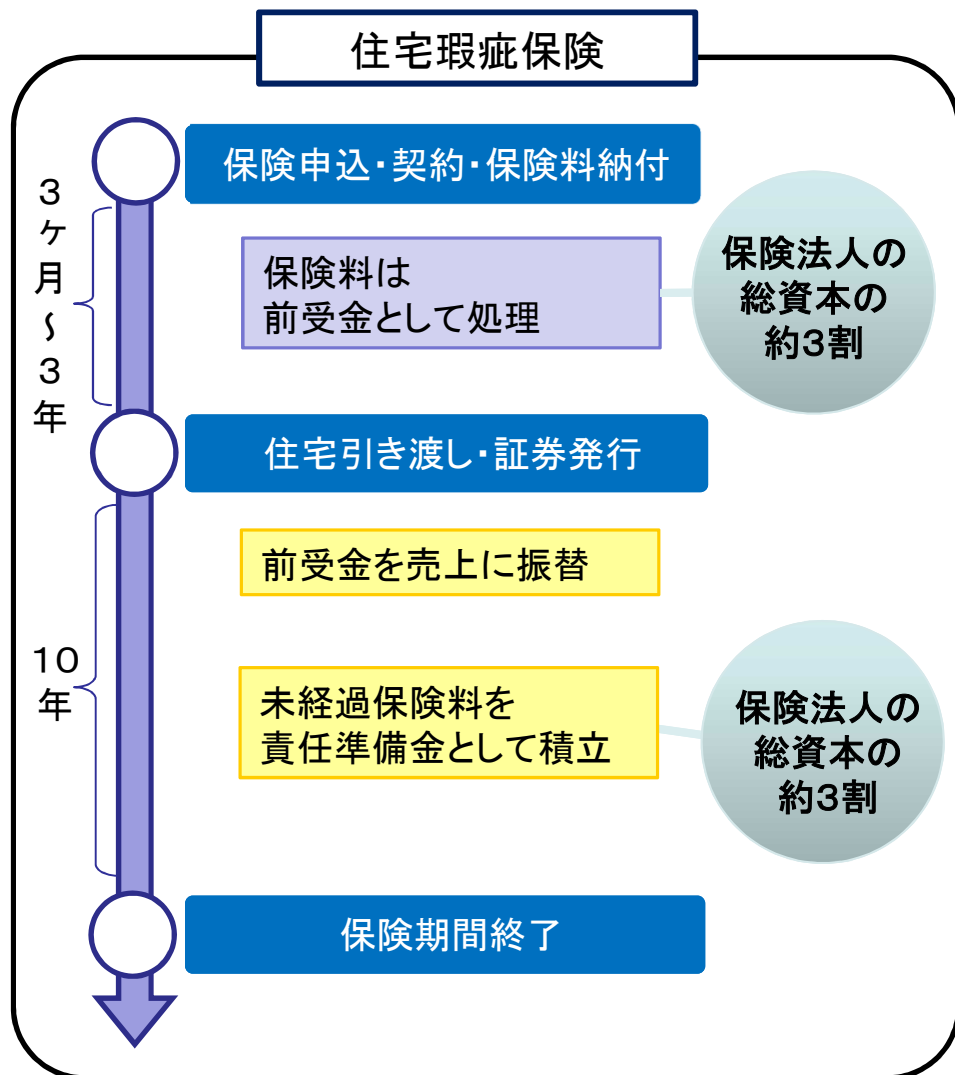 住宅瑕疵保険
保険申込・契約・保険料納付
3ヶ月~3年
保険料は
前受金として処理
保険法人の
総資本の
約3割
住宅引き渡し・証券発行
前受金を売上に振替
10
年
未経過保険料を
責任準備金として積立
保険法人の
総資本の
約3割
保険期間終了